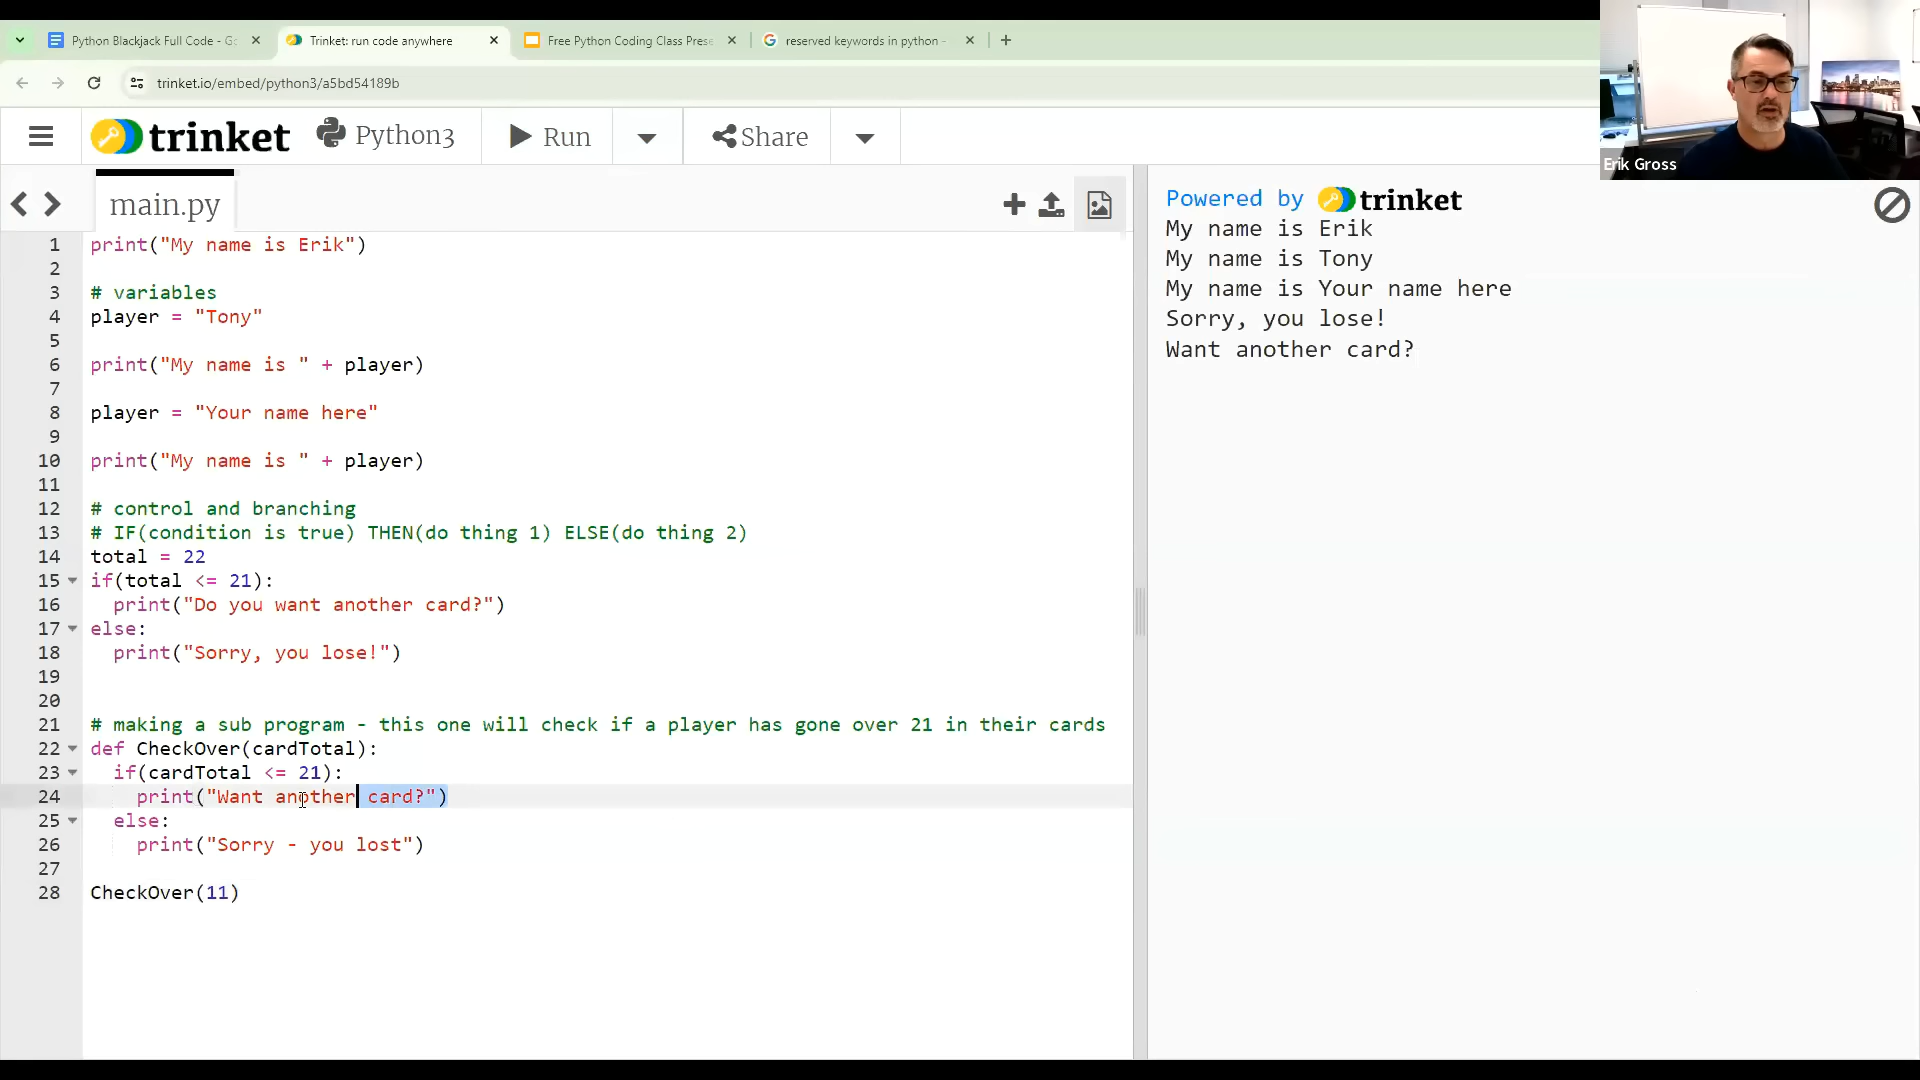 Python Blackjack Full Code - Go
Trinket: run code anywhere
Free Python Coding Class Prese
reserved keywords in python -
trinket.io/embed/python3/a5bd54189b
trinket
Python3
Run
Share
Erik Gross
main.py
1 print("My name is Erik")
2
3 # variables
4 player = "Tony"
5
6 print("My name is " + player)
7
8 player = "Your name here"
9
10 print("My name is " + player)
11
12 # control and branching
13 # IF(condition is true) THEN(do thing 1) ELSE(do thing 2)
14 total = 22
15 if(total <= 21):
16 print("Do you want another card?")
17 else:
18 print("Sorry, you lose!")
19
20
21 # making a sub program - this one will check if a player has gone over 21 in their cards
22 def CheckOver(cardTotal):
23 if(cardTotal <= 21):
24 print("Want another card?")
25 else:
26 print("Sorry - you lost")
27
28 CheckOver(11)
Powered by trinket
My name is Erik
My name is Tony
My name is Your name here
Sorry, you lose!
Want another card?